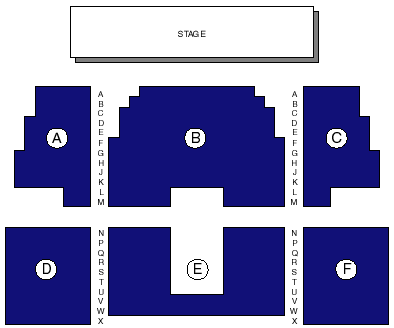 STAGE
A B C
A A
B B
C C
D D
E E
F F
G G
H H
J J
K K
L L
M M
D E F
N N
P P
Q Q
R R
S S
T T
U U
V V
W W
X X